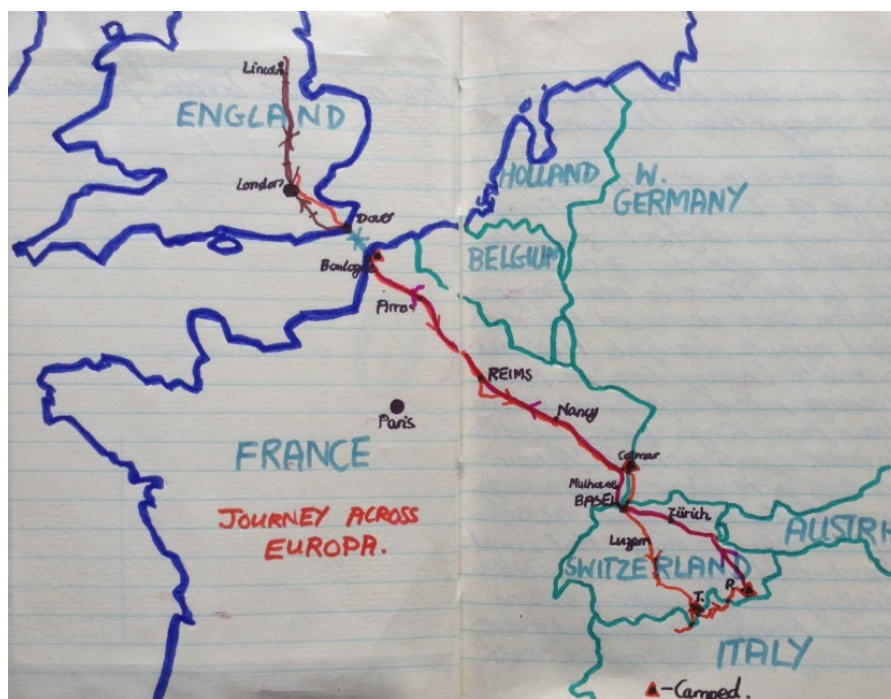 Lincoln
ENGLAND
London
Dover
HOLLAND
W.
GERMANY
BELGIUM
Boulogne
Arras
REIMS
Nancy
Paris
FRANCE
Colmar
Mulhouse
BASEL
Zürich
AUSTRI
Luzern
SWITZERLAND
JOURNEY ACROSS
EUROPA.
T.
P.
ITALY
-Camped.